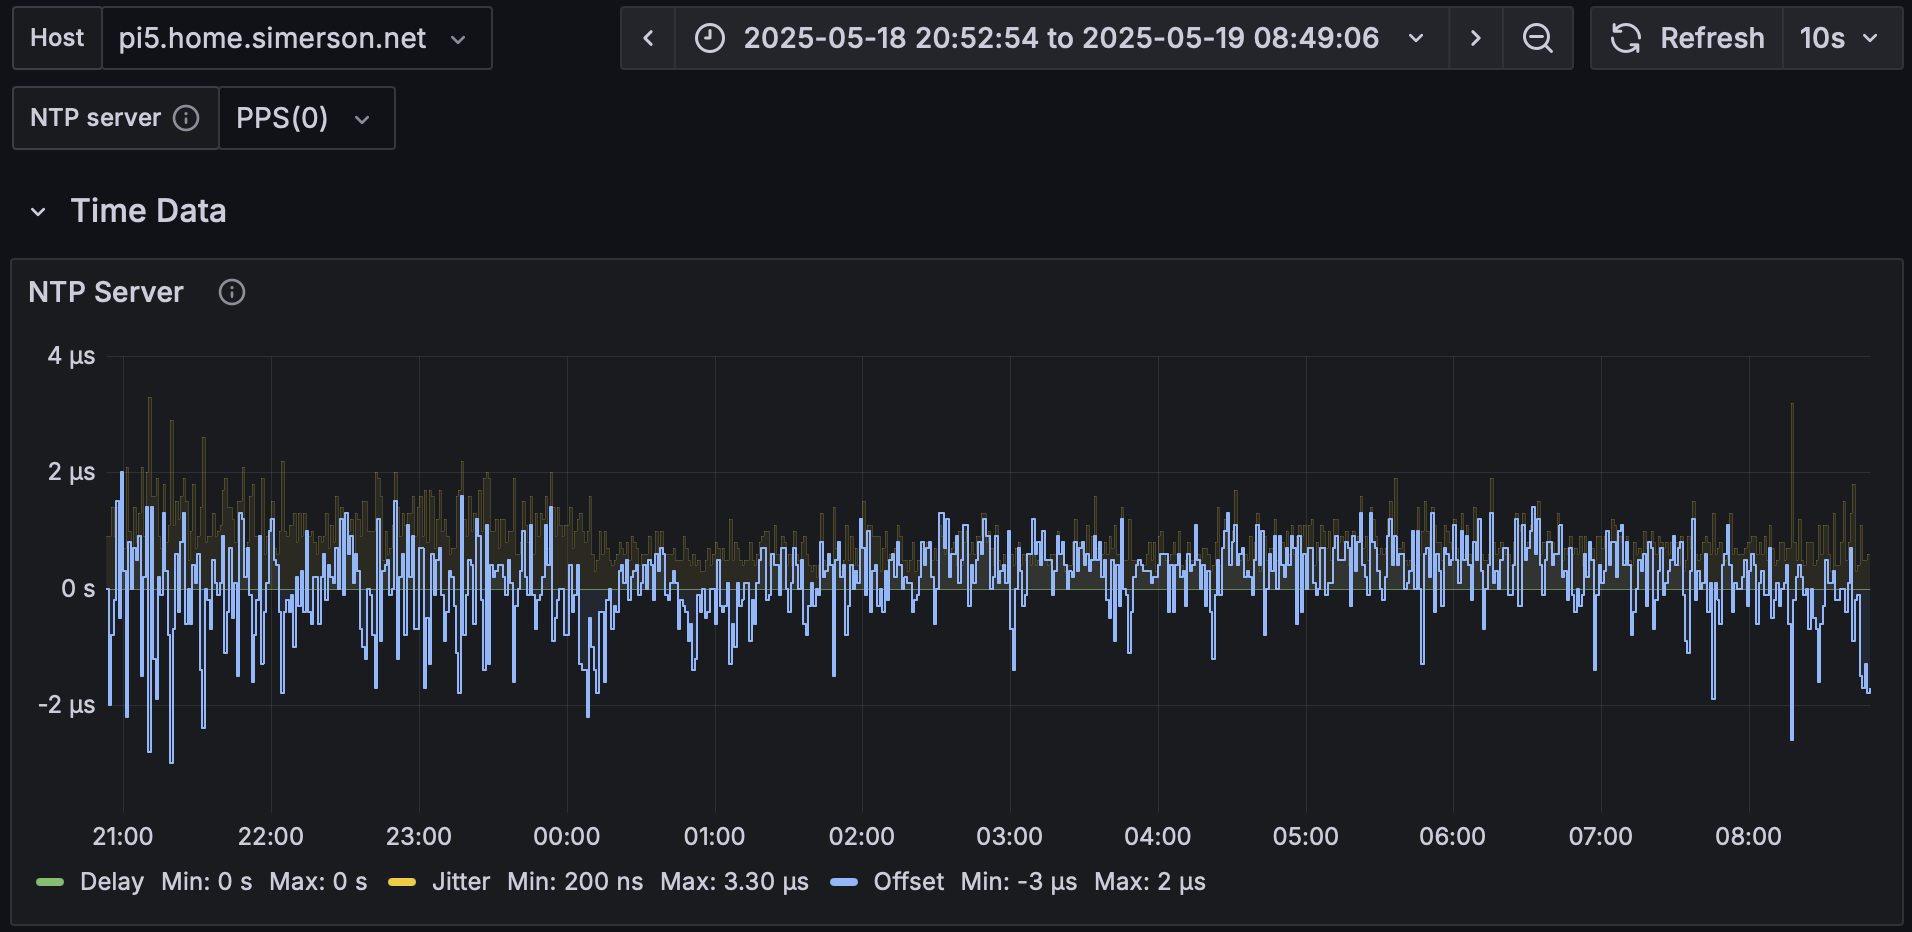 Host pi5.home.simerson.net 2025-05-18 20:52:54 to 2025-05-19 08:49:06 Refresh 10s
NTP server PPS(0)
Time Data
NTP Server
4 µs
2 µs
0 s
-2 µs
21:00 22:00 23:00 00:00 01:00 02:00 03:00 04:00 05:00 06:00 07:00 08:00
Delay Min: 0 s Max: 0 s Jitter Min: 200 ns Max: 3.30 µs Offset Min: -3 µs Max: 2 µs